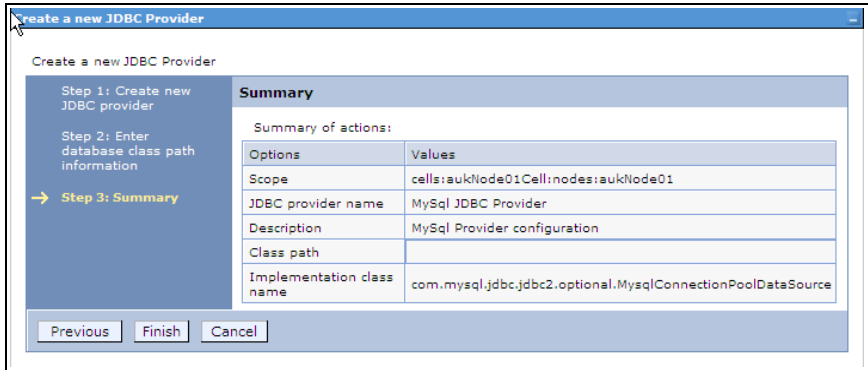 Create a new JDBC Provider
Create a new JDBC Provider
Step 1: Create new
JDBC provider
Step 2: Enter
database class path
information
Step 3: Summary
Summary
Summary of actions:
Options Values
Scope cells:aukNode01Cell:nodes:aukNode01
JDBC provider name MySql JDBC Provider
Description MySql Provider configuration
Class path
Implementation class
name com.mysql.jdbc.jdbc2.optional.MysqlConnectionPoolDataSource
Previous Finish Cancel